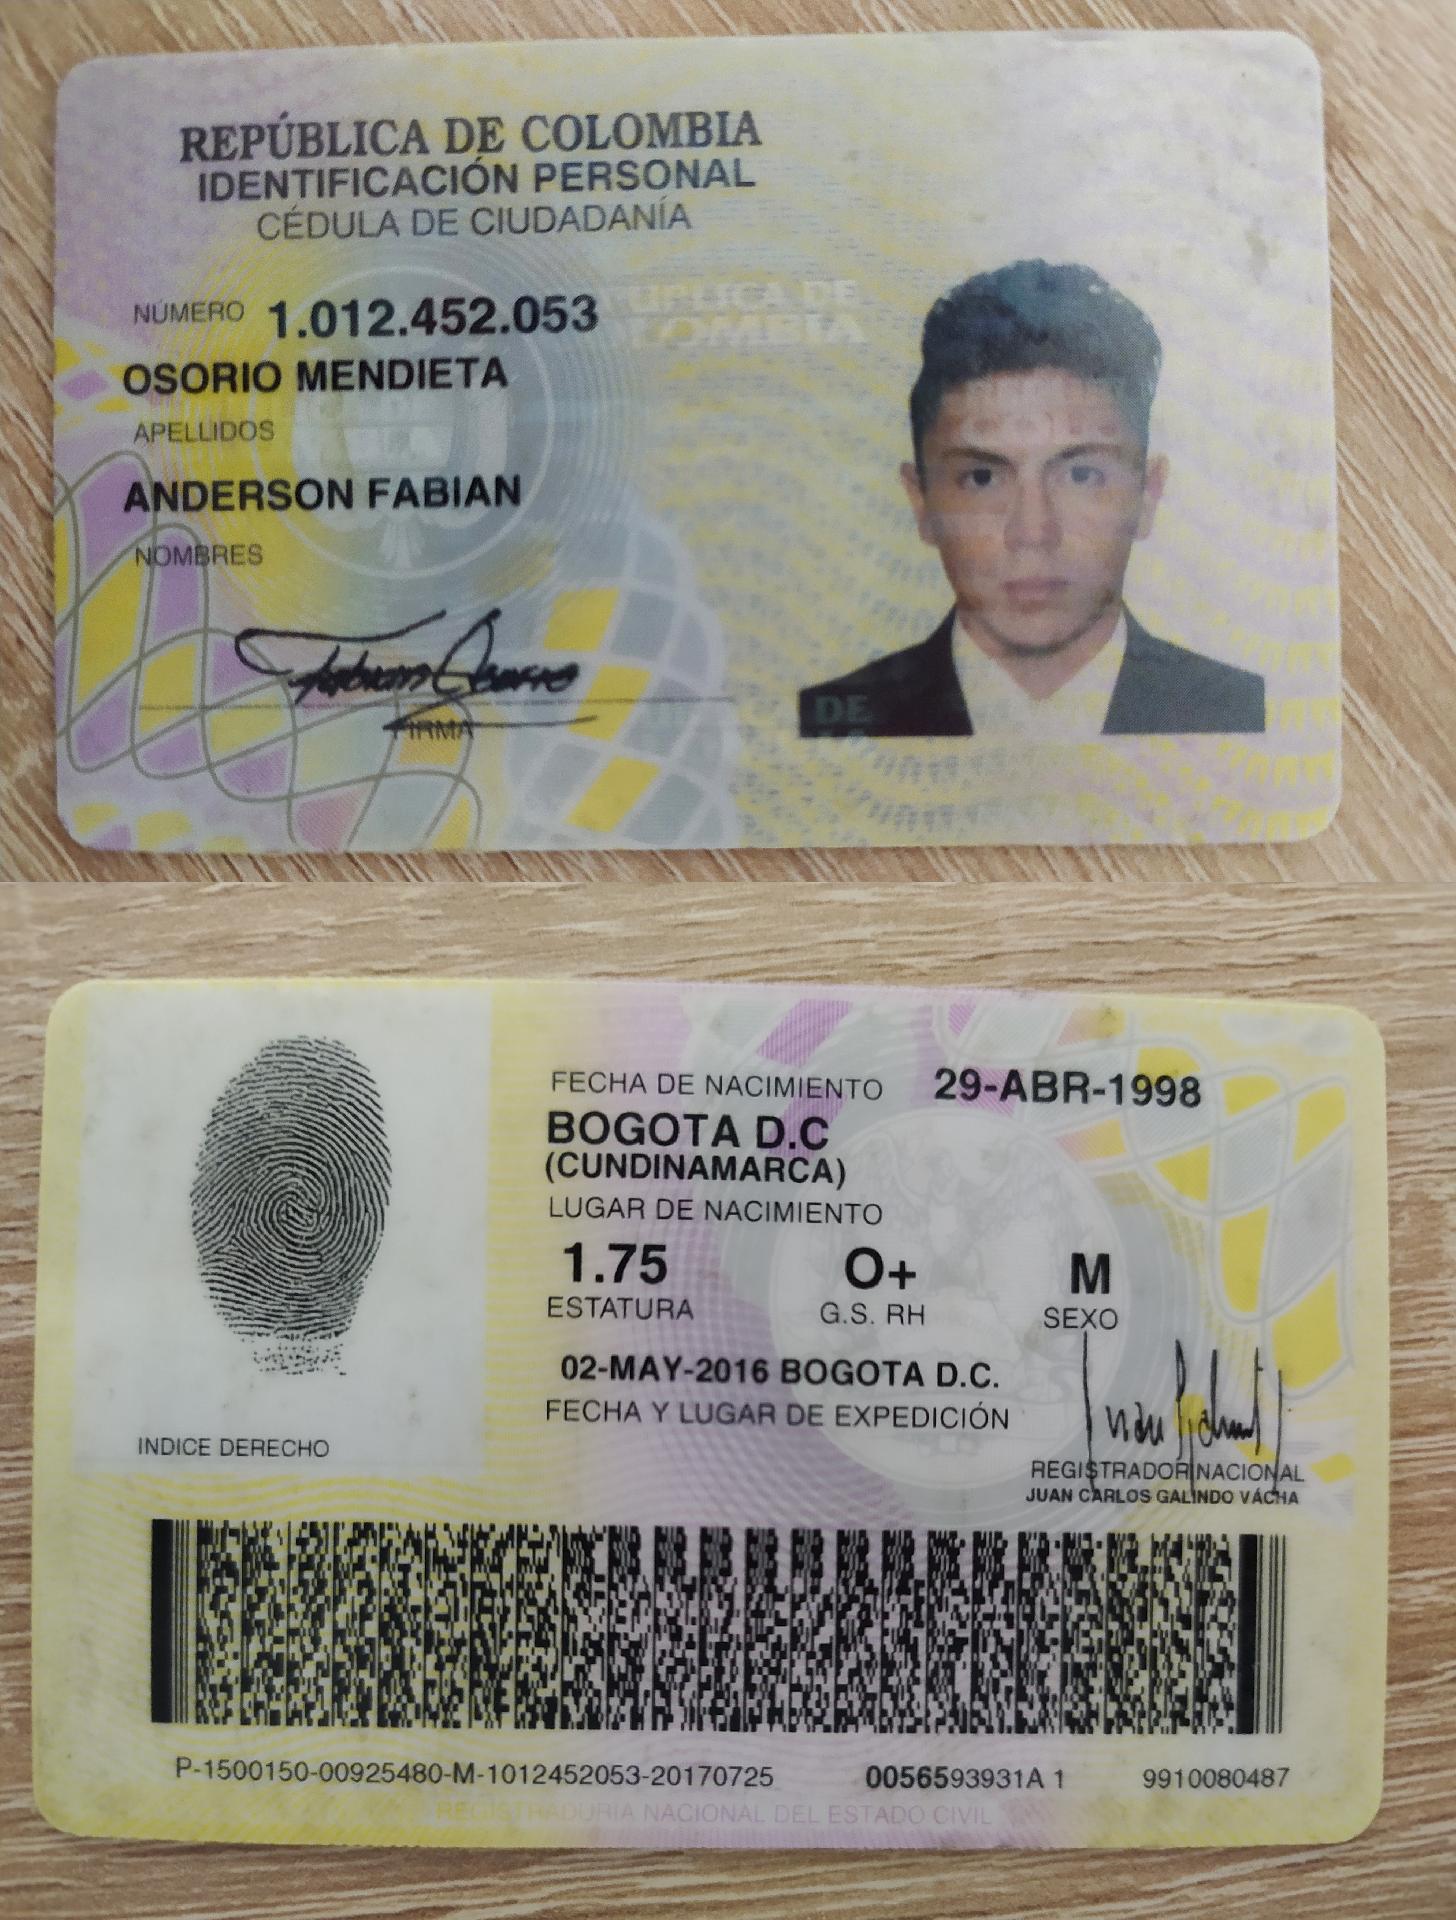 REPÚBLICA DE COLOMBIA
IDENTIFICACIÓN PERSONAL
CÉDULA DE CIUDADANÍA
NÚMERO 1.012.452.053
OSORIO MENDIETA
APELLIDOS
ANDERSON FABIAN
NOMBRES
Fabian Osorio
FIRMA
FECHA DE NACIMIENTO 29-ABR-1998
BOGOTA D.C
(CUNDINAMARCA)
LUGAR DE NACIMIENTO
1.75 O+ M
ESTATURA G.S. RH SEXO
02-MAY-2016 BOGOTA D.C.
FECHA Y LUGAR DE EXPEDICIÓN
INDICE DERECHO
REGISTRADOR NACIONAL
JUAN CARLOS GALINDO VÁCHA
P-1500150-00925480-M-1012452053-20170725 0056593931A 1 9910080487
REGISTRADURIA NACIONAL DEL ESTADO CIVIL